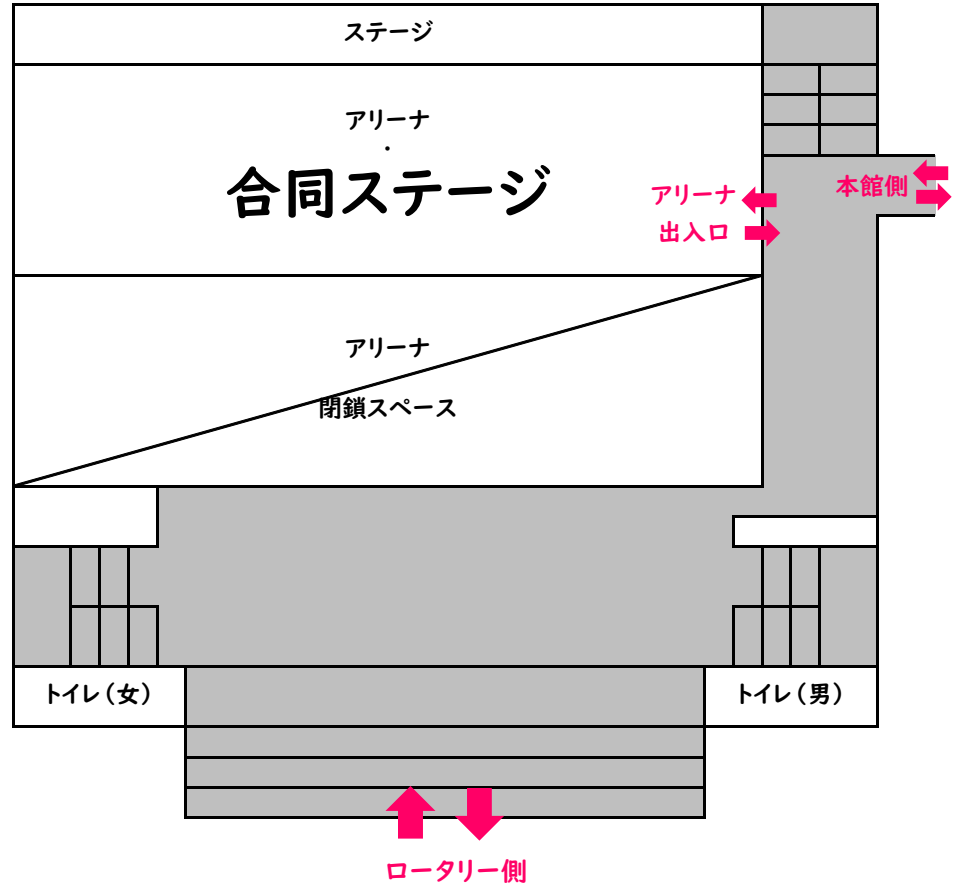 ステージ
アリーナ
・
合同ステージ
アリーナ
出入口
本館側
アリーナ
閉鎖スペース
トイレ（女）
トイレ（男）
ロータリー側